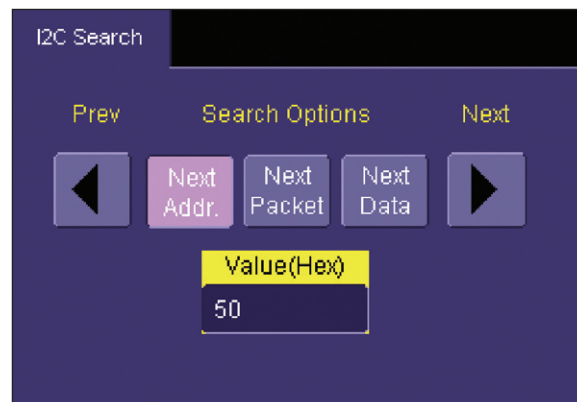 I2C Search
Prev Search Options Next
Next Addr.
Next Packet
Next Data
Value(Hex)
50